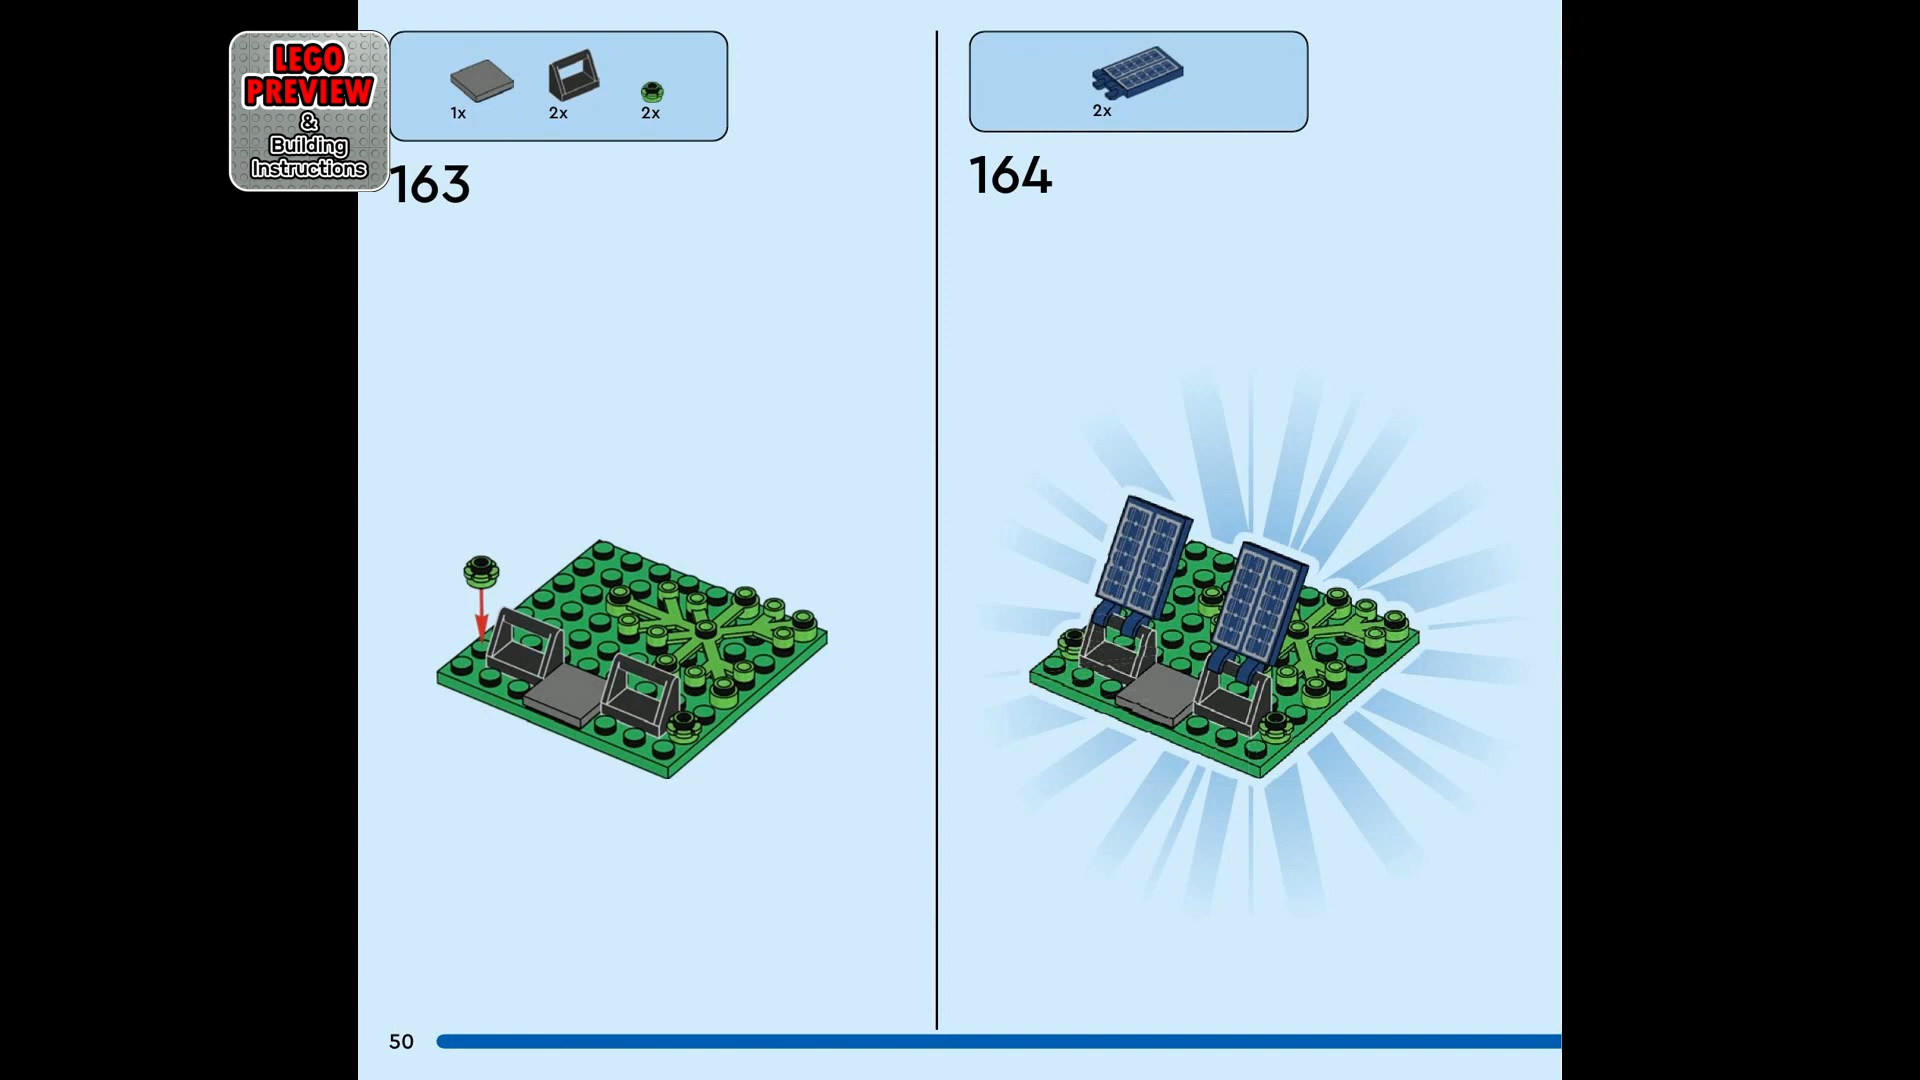 LEGO
PREVIEW
&
Building
Instructions
1x
2x
2x
163
2x
164
50